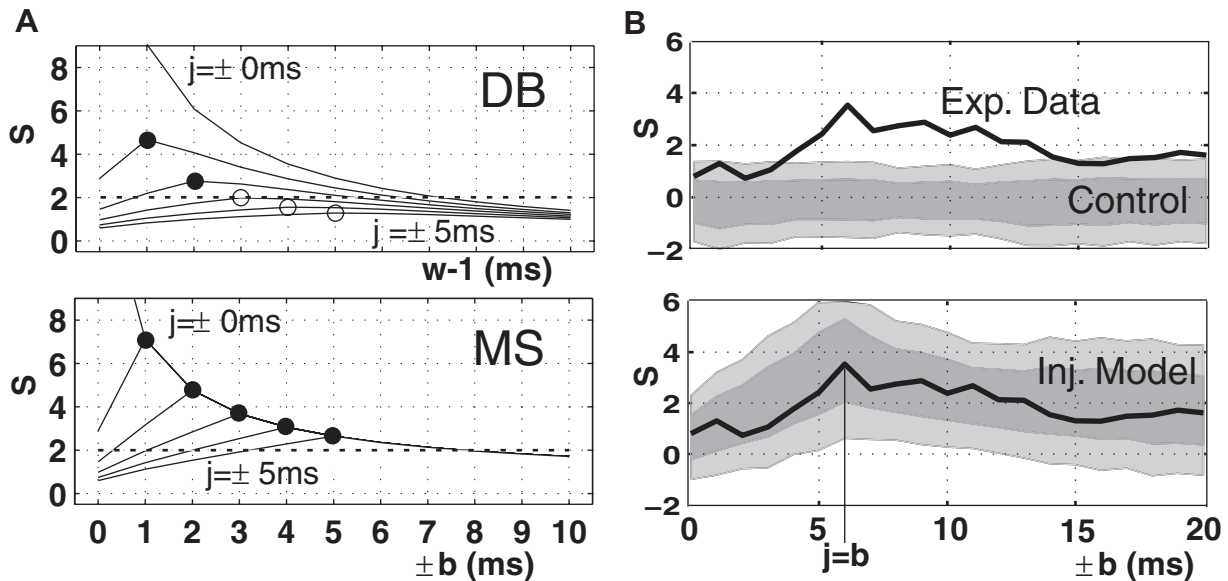 A
8
6
4
2
0
S
j=± 0ms
DB
j =± 5ms
w-1 (ms)
8
6
4
2
0
S
j=± 0ms
MS
j=± 5ms
0 1 2 3 4 5 6 7 8 9 10
±b (ms)
B
6
4
2
0
−2
S
Exp. Data
Control
6
4
2
0
−2
S
Inj. Model
0 5 10 15 20
j=b
±b (ms)